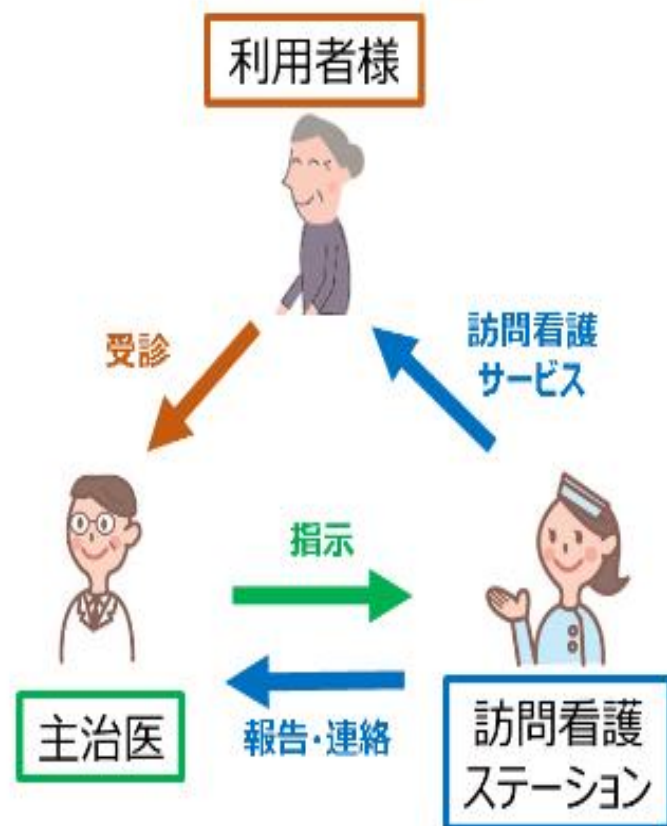 利用者様
受診
訪問看護
サービス
指示
主治医
報告・連絡
訪問看護
ステーション